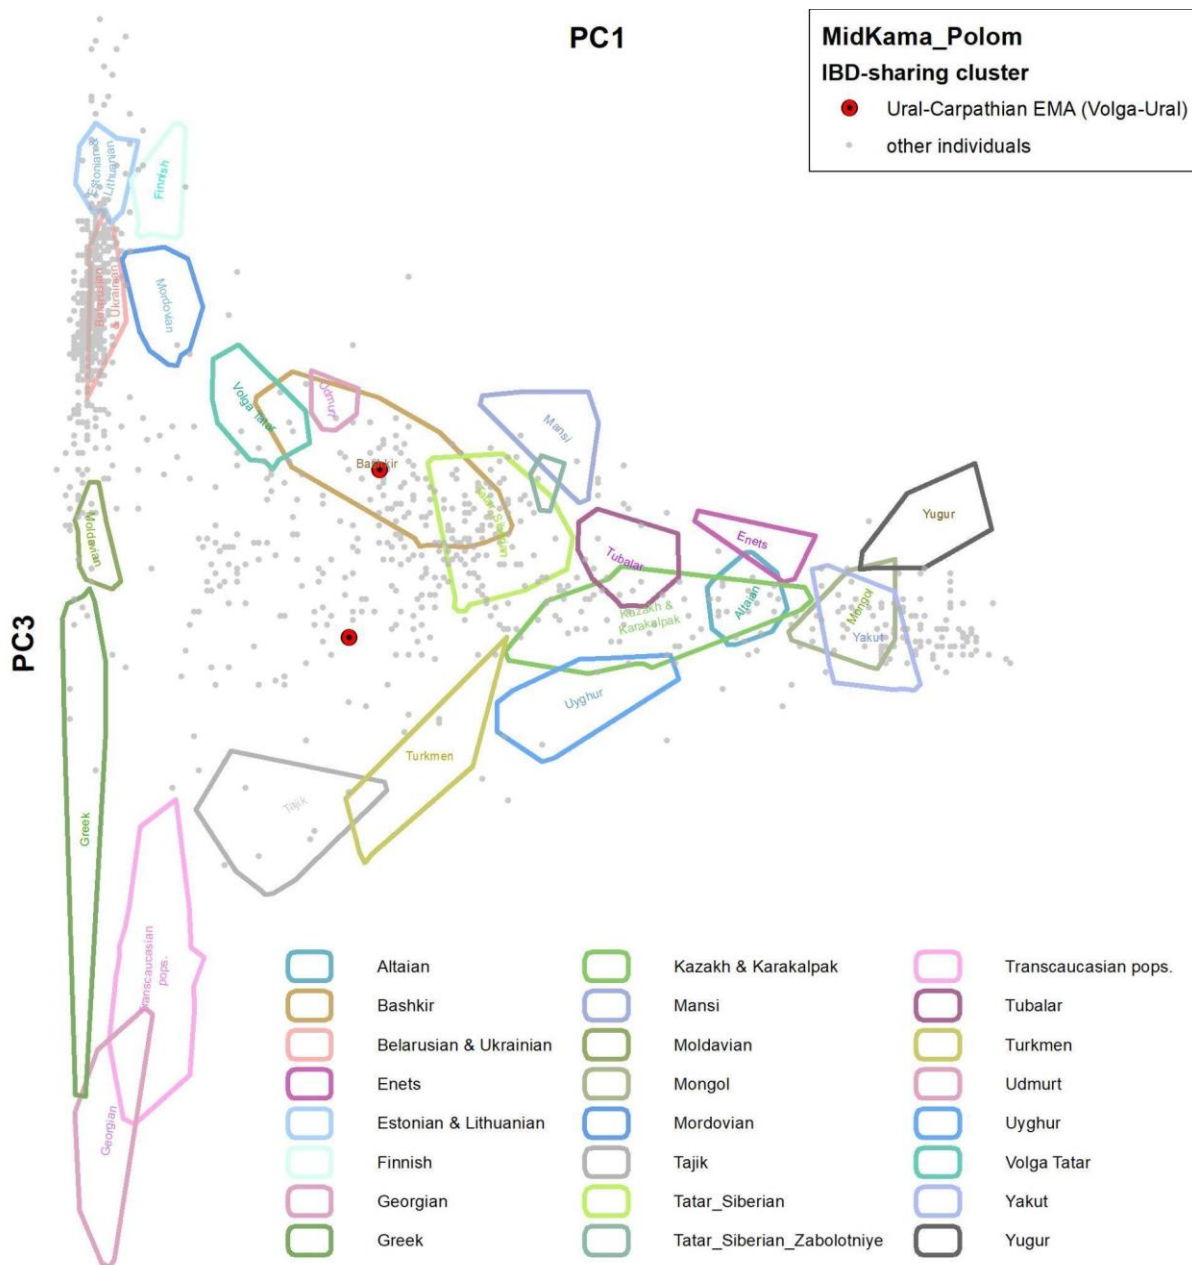 PC1
MidKama_Polom
IBD-sharing cluster
Ural-Carpathian EMA (Volga-Ural)
other individuals
Estonian &
Lithuanian
Finnish
Belarusian
& Ukrainian
Mordovian
Volga Tatar
Udmurt
Bashkir
Mansi
Tatar_Siberian
Moldavian
Tubalar
Enets
Yugur
Altaian
Mongol
Kazakh &
Karakalpak
Yakut
PC3
Uyghur
Turkmen
Tajik
Greek
Transcaucasian
pops.
Georgian
Altaian
Bashkir
Belarusian & Ukrainian
Enets
Estonian & Lithuanian
Finnish
Georgian
Greek
Kazakh & Karakalpak
Mansi
Moldavian
Mongol
Mordovian
Tajik
Tatar_Siberian
Tatar_Siberian_Zabolotniye
Transcaucasian pops.
Tubalar
Turkmen
Udmurt
Uyghur
Volga Tatar
Yakut
Yugur